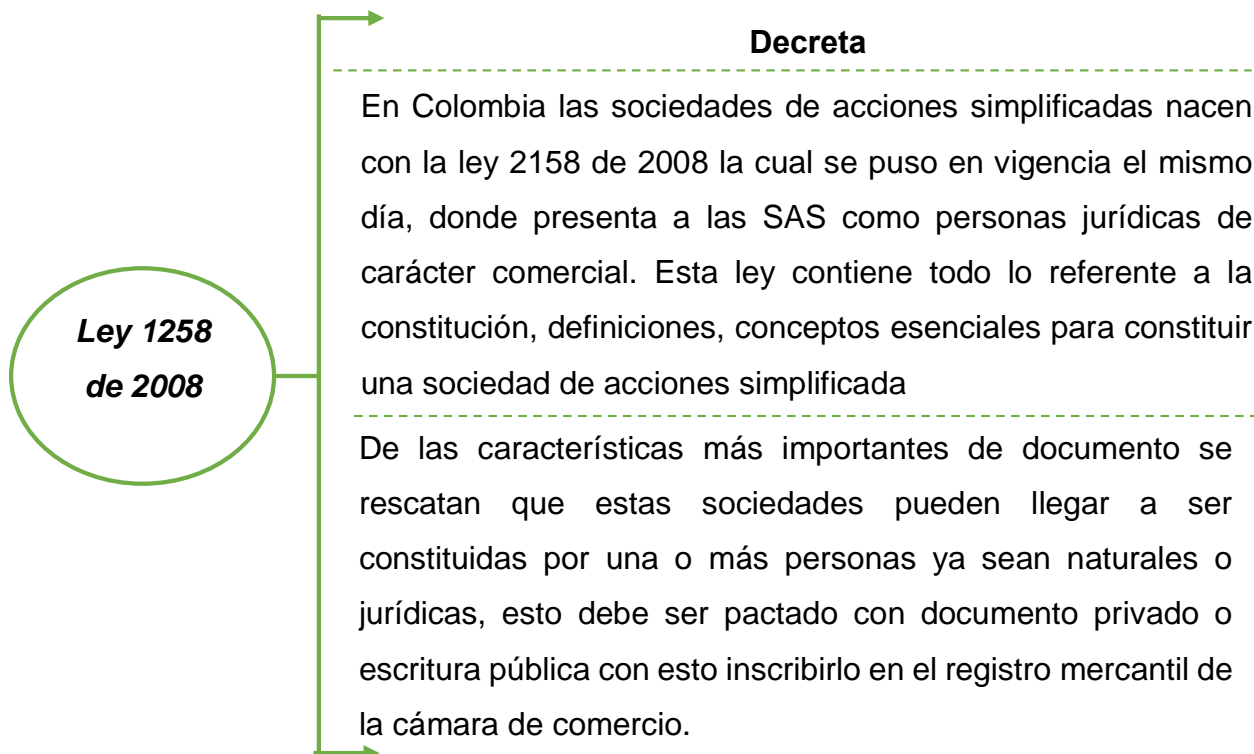 Decreta
En Colombia las sociedades de acciones simplificadas nacen
con la ley 2158 de 2008 la cual se puso en vigencia el mismo
día, donde presenta a las SAS como personas jurídicas de
carácter comercial. Esta ley contiene todo lo referente a la
constitución, definiciones, conceptos esenciales para constituir
una sociedad de acciones simplificada
Ley 1258
de 2008
De las características más importantes de documento se
rescatan que estas sociedades pueden llegar a ser
constituidas por una o más personas ya sean naturales o
jurídicas, esto debe ser pactado con documento privado o
escritura pública con esto inscribirlo en el registro mercantil de
la cámara de comercio.